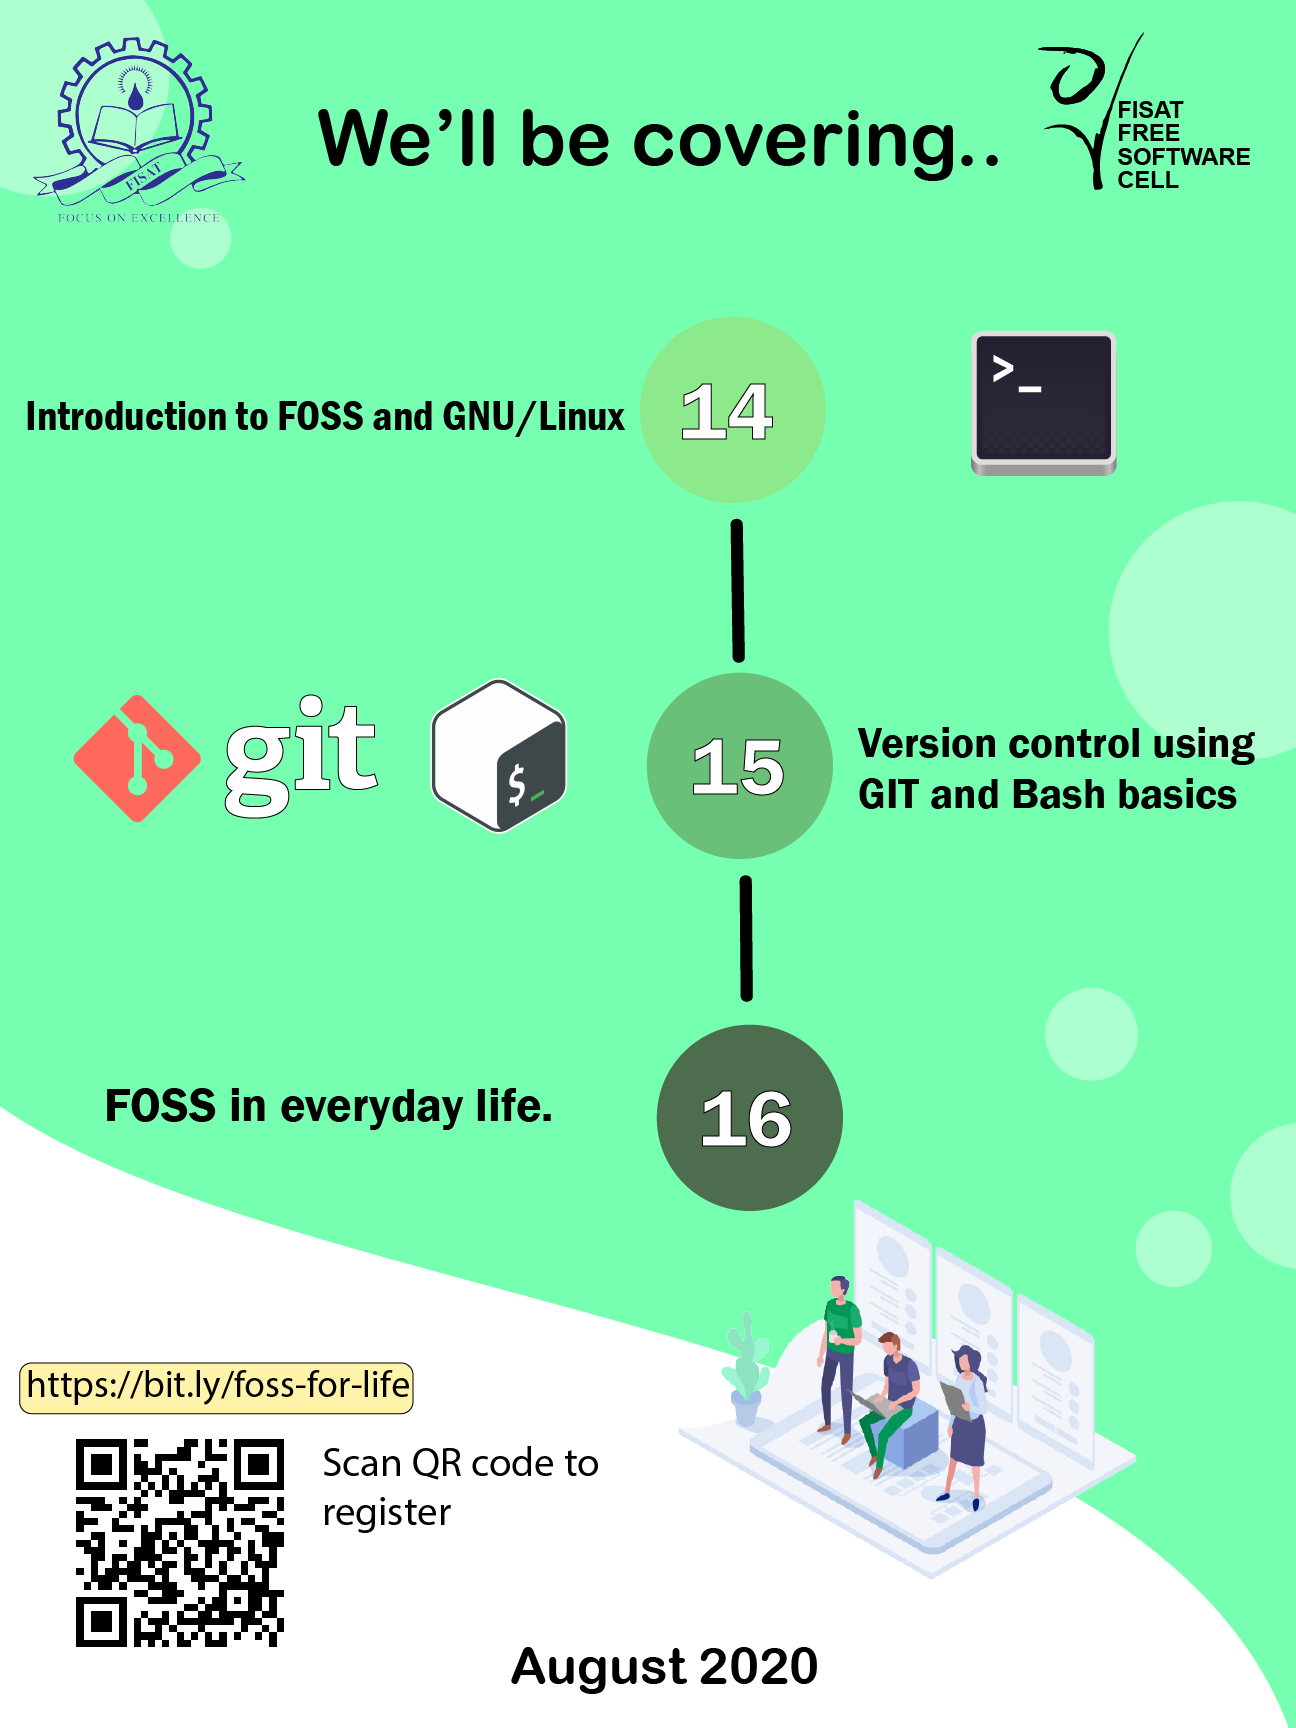 FISAT
FOCUS ON EXCELLENCE
We'll be covering..
FISAT
FREE
SOFTWARE
CELL
Introduction to FOSS and GNU/Linux
14
>_
git
$_
15
Version control using
GIT and Bash basics
FOSS in everyday life.
16
https://bit.ly/foss-for-life
Scan QR code to
register
August 2020